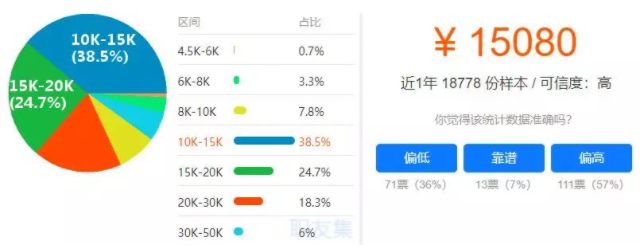 10K-15K
(38.5%)
15K-20K
(24.7%)
区间 占比
4.5K-6K 0.7%
6K-8K 3.3%
8K-10K 7.8%
10K-15K 38.5%
15K-20K 24.7%
20K-30K 18.3%
30K-50K 6%
职友集
¥ 15080
近1年 18778 份样本 / 可信度：高
你觉得该统计数据准确吗？
偏低 靠谱 偏高
71票（36%） 13票（7%） 111票（57%）